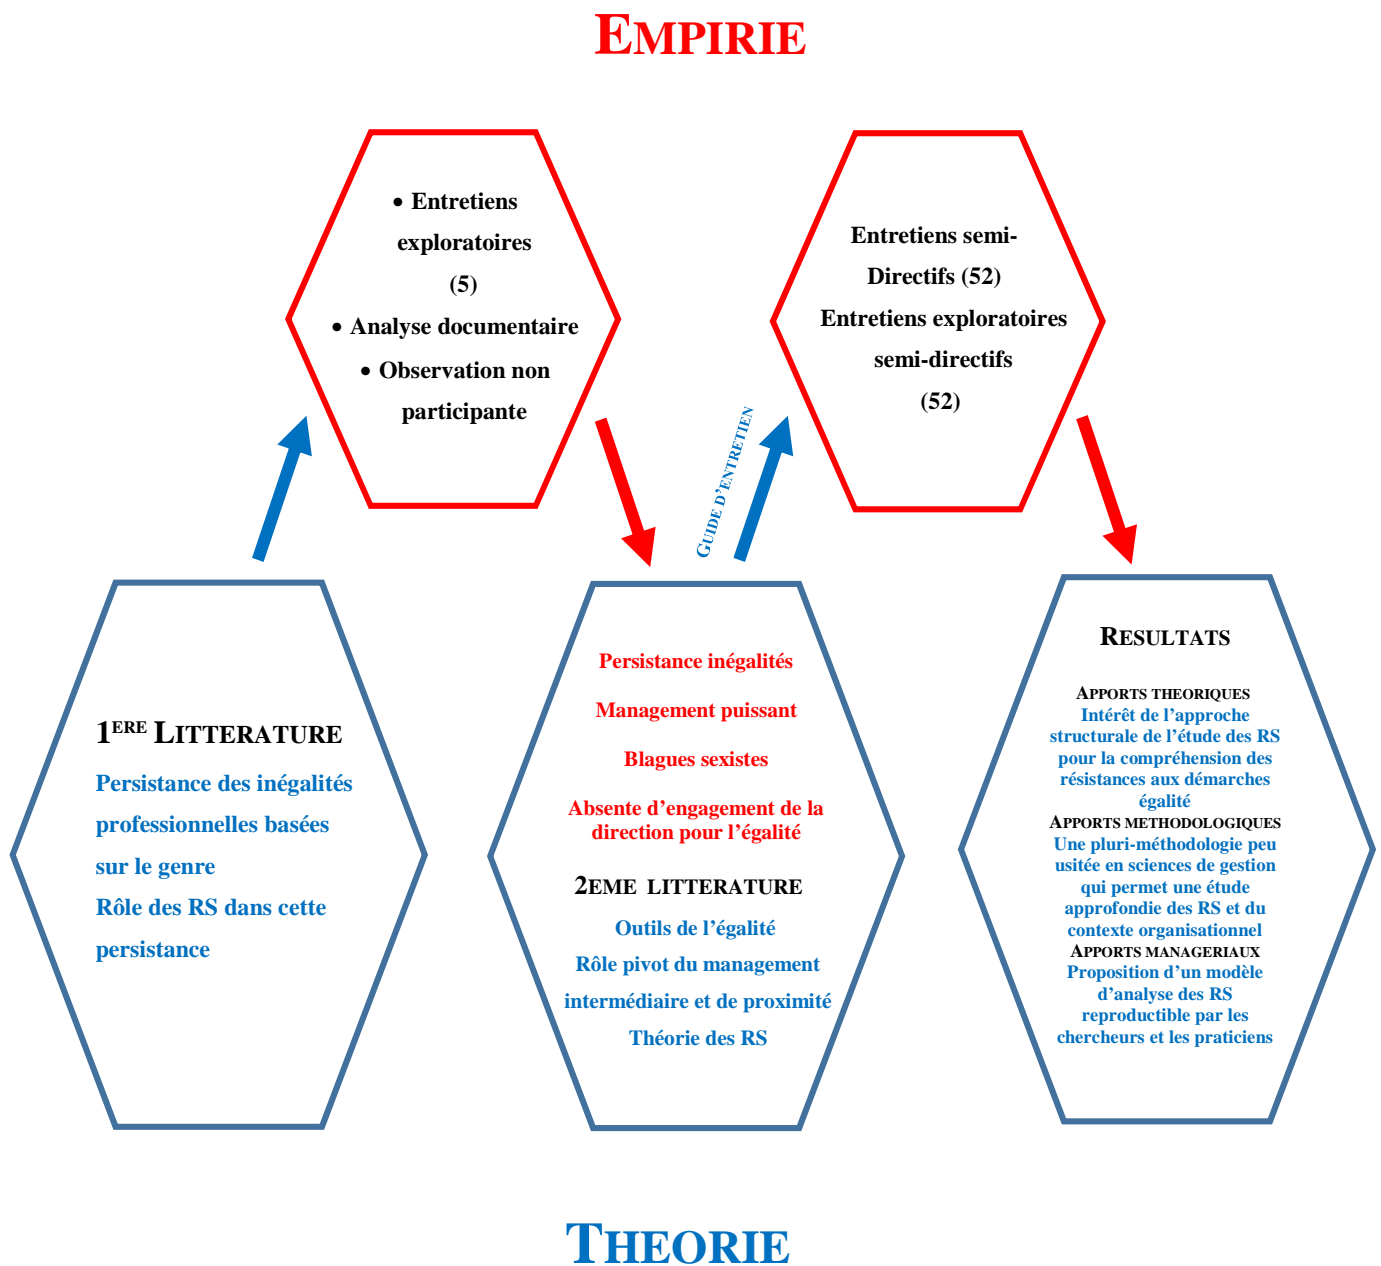 EMPIRIE
• Entretiens
exploratoires
(5)
• Analyse documentaire
• Observation non
participante
Entretiens semi-
Directifs (52)
Entretiens exploratoires
semi-directifs
(52)
GUIDE D'ENTRETIEN
1ERE LITTERATURE
Persistance des inégalités
professionnelles basées
sur le genre
Rôle des RS dans cette
persistance
Persistance inégalités
Management puissant
Blagues sexistes
Absente d'engagement de la
direction pour l'égalité
2EME LITTERATURE
Outils de l'égalité
Rôle pivot du management
intermédiaire et de proximité
Théorie des RS
RESULTATS
APPORTS THEORIQUES
Intérêt de l'approche
structurale de l'étude des RS
pour la compréhension des
résistances aux démarches
égalité
APPORTS METHODOLOGIQUES
Une pluri-méthodologie peu
usitée en sciences de gestion
qui permet une étude
approfondie des RS et du
contexte organisationnel
APPORTS MANAGERIAUX
Proposition d'un modèle
d'analyse des RS
reproductible par les
chercheurs et les praticiens
THEORIE